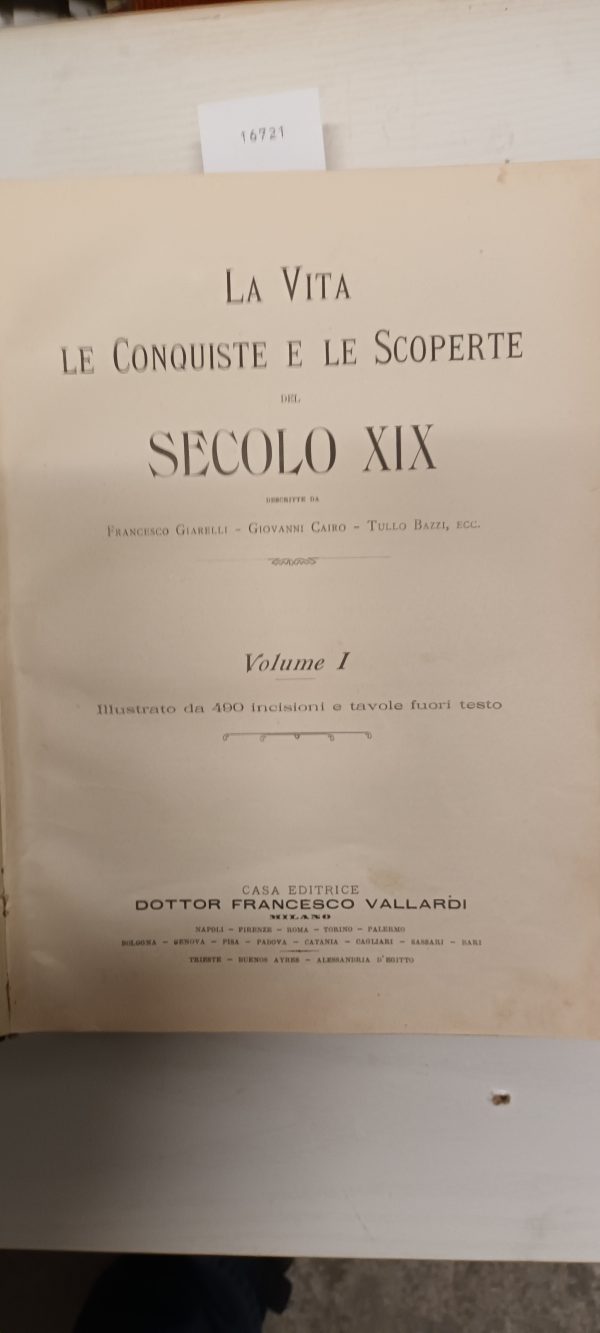 16721
LA VITA
LE CONQUISTE E LE SCOPERTE
DEL
SECOLO XIX
DESCRITTE DA
FRANCESCO GIARELLI - GIOVANNI CAIRO - TULLO BAZZI, ECC.
Volume I
Illustrato da 490 incisioni e tavole fuori testo
CASA EDITRICE
DOTTOR FRANCESCO VALLARDI
MILANO
NAPOLI - FIRENZE - ROMA - TORINO - PALERMO
BOLOGNA - GENOVA - PISA - PADOVA - CATANIA - CAGLIARI - SASSARI - BARI
TRIESTE - BUENOS AYRES - ALESSANDRIA D'EGITTO